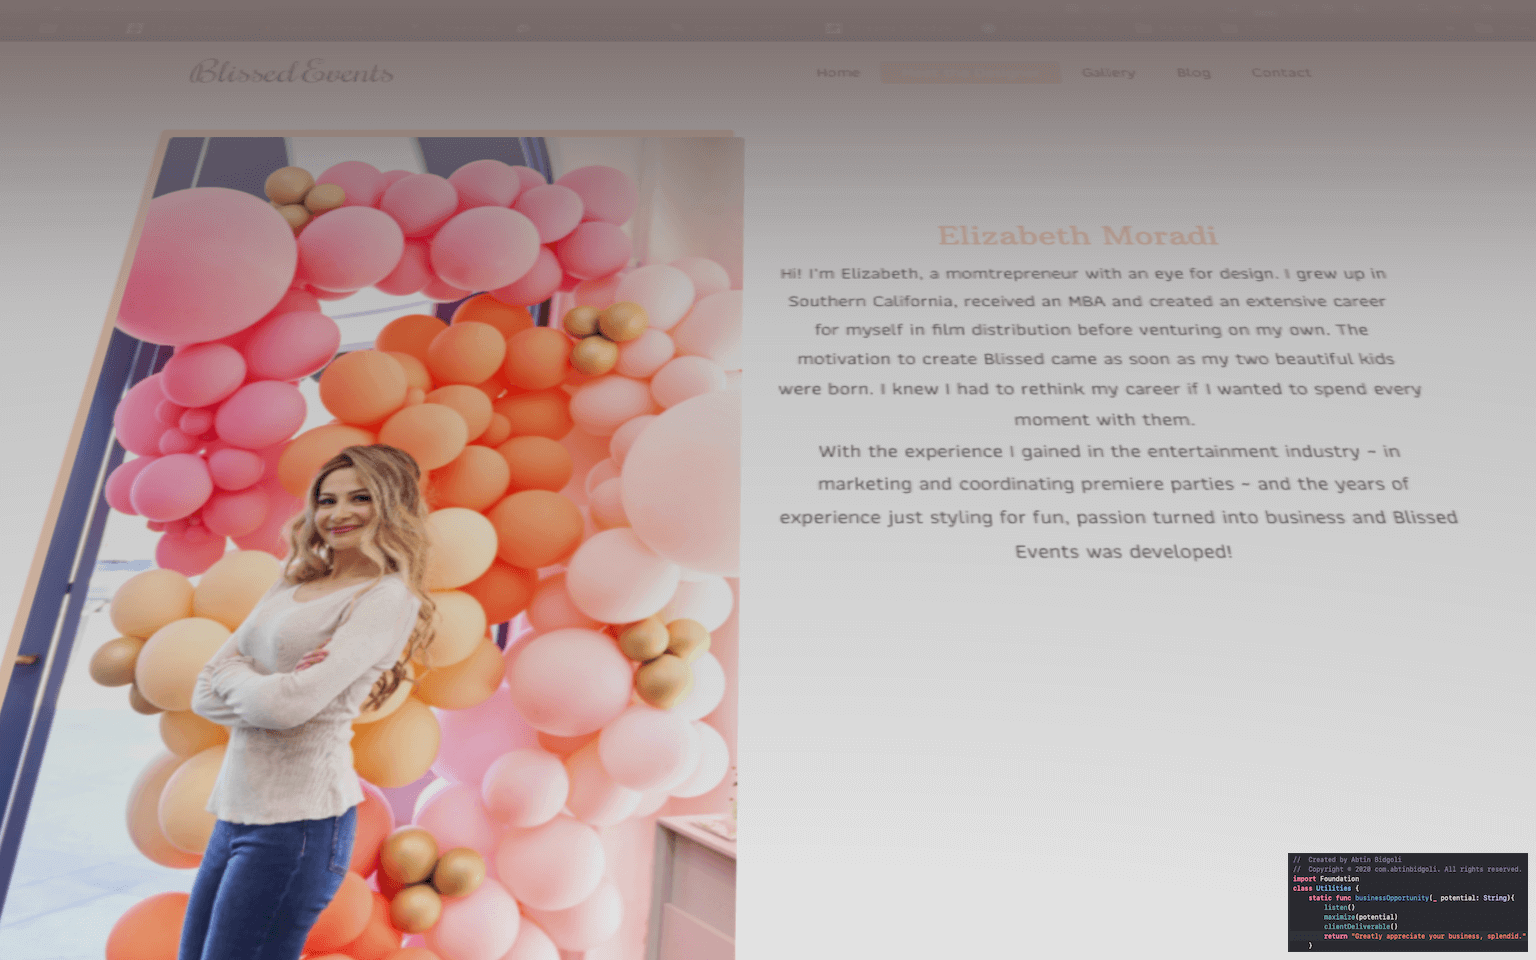 Blissed Events
Home
Gallery
Blog
Contact
Elizabeth Moradi
Hi! I'm Elizabeth, a momtrepreneur with an eye for design. I grew up in
Southern California, received an MBA and created an extensive career
for myself in film distribution before venturing on my own. The
motivation to create Blissed came as soon as my two beautiful kids
were born. I knew I had to rethink my career if I wanted to spend every
moment with them.
With the experience I gained in the entertainment industry – in
marketing and coordinating premiere parties – and the years of
experience just styling for fun, passion turned into business and Blissed
Events was developed!
//  Created by Abtin Bidgoli
//  Copyright © 2020 com.abtinbidgoli. All rights reserved.
import Foundation
class Utilities {
    static func businessOpportunity(_ potential: String){
        listen()
        maximize(potential)
        clientDeliverable()
        return "Greatly appreciate your business, splendid."
    }